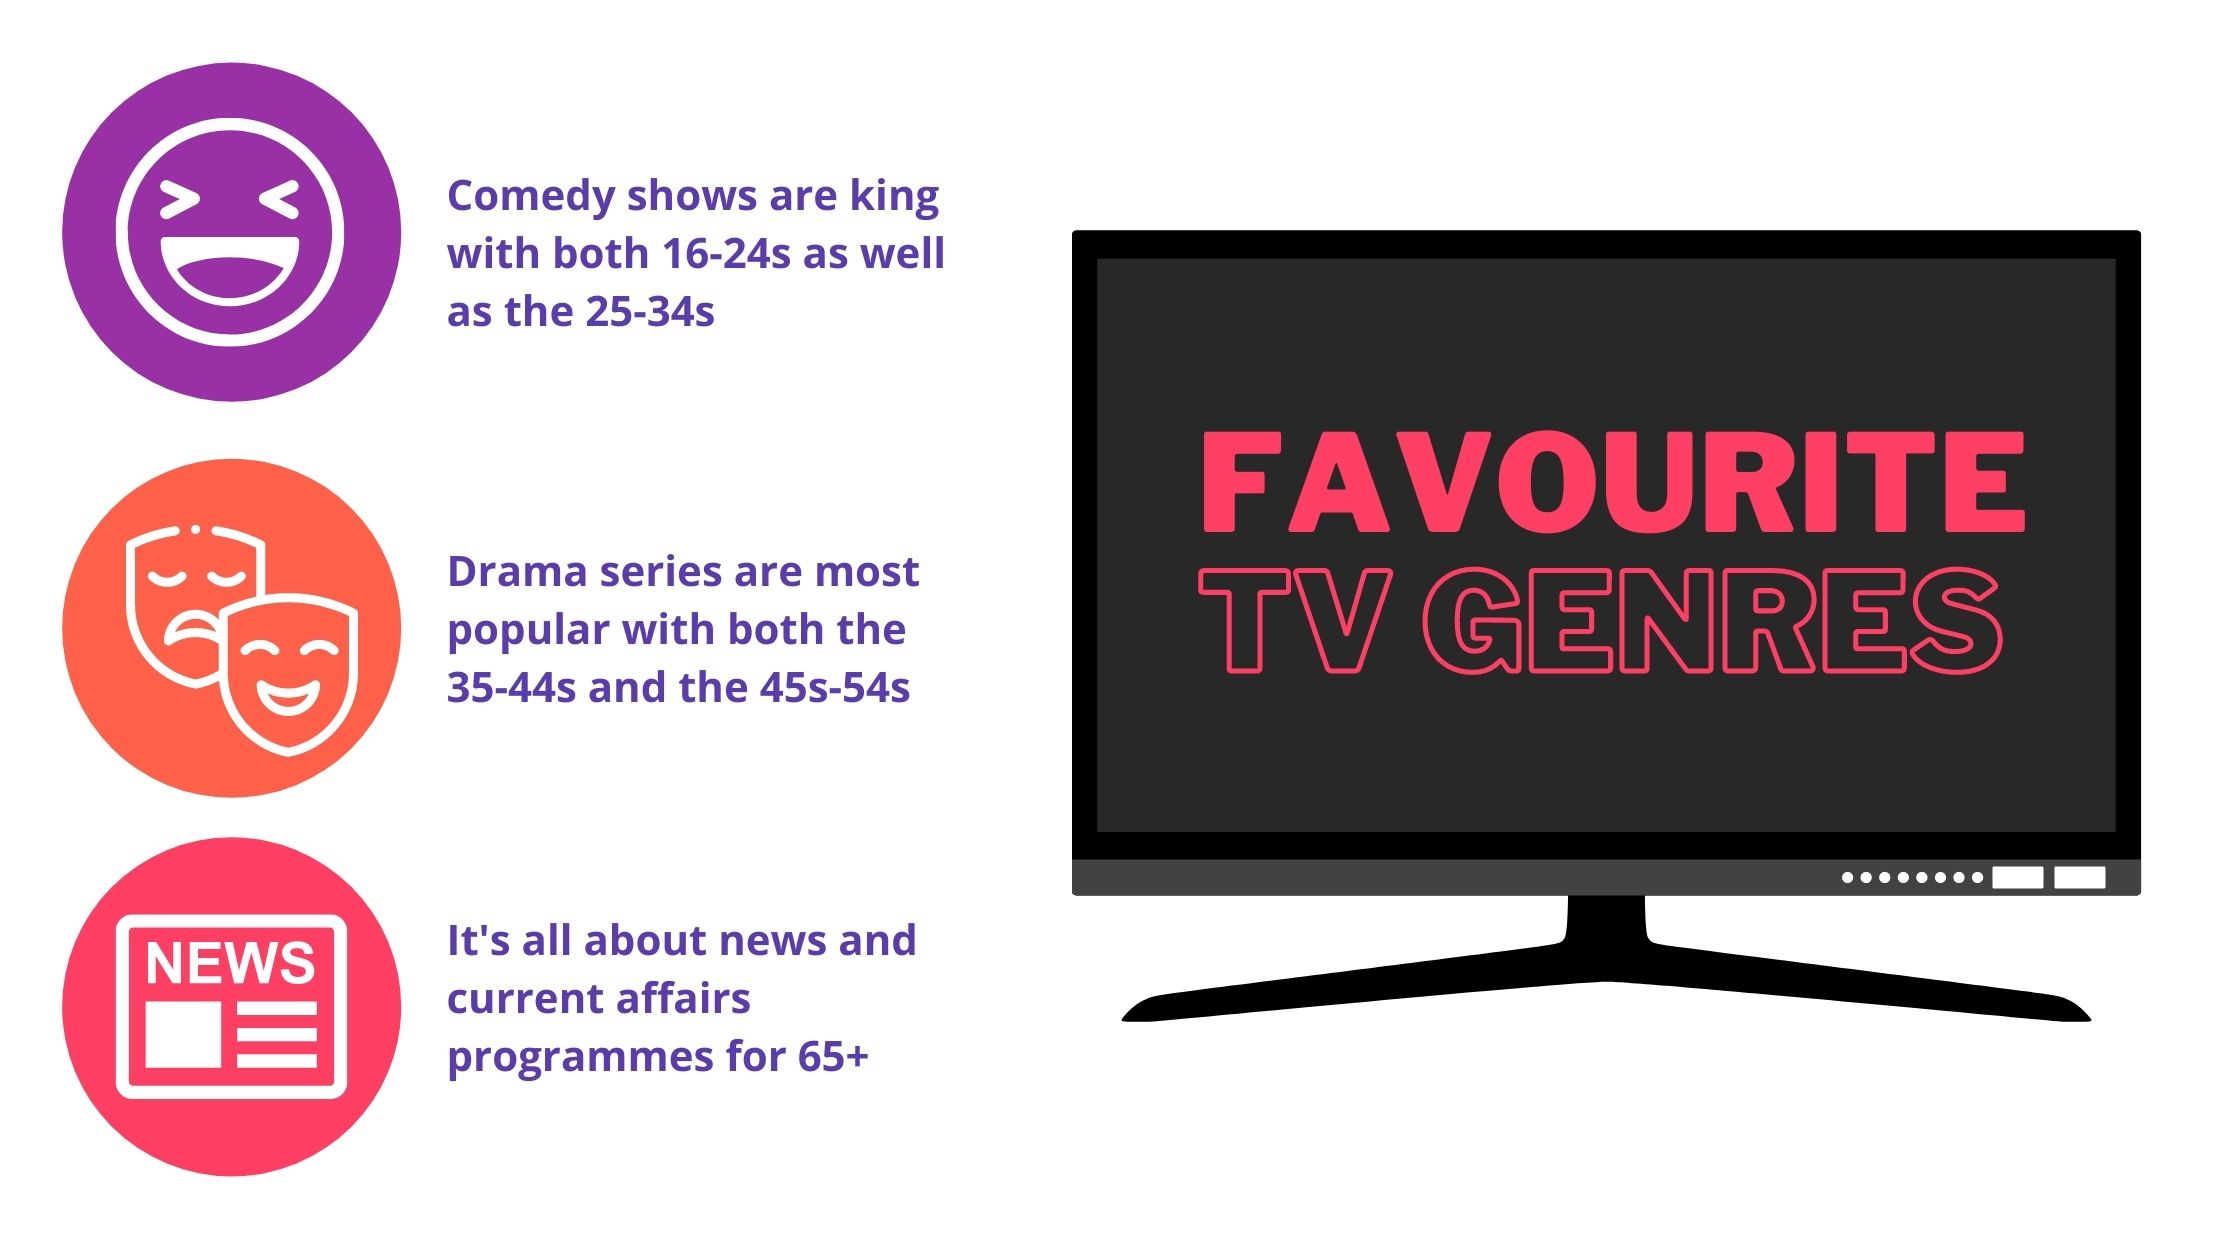 Comedy shows are king
with both 16-24s as well
as the 25-34s
Drama series are most
popular with both the
35-44s and the 45s-54s
NEWS
It's all about news and
current affairs
programmes for 65+
FAVOURITE
TV GENRES